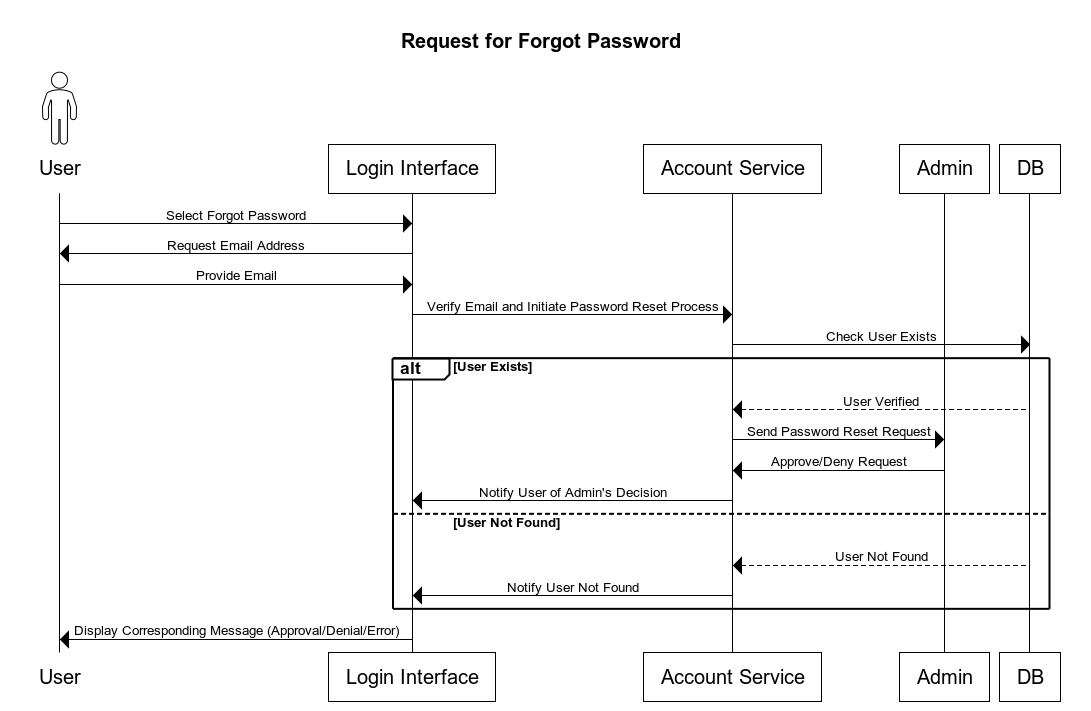 Request for Forgot Password
User
Login Interface
Account Service
Admin
DB
Select Forgot Password
Request Email Address
Provide Email
Verify Email and Initiate Password Reset Process
Check User Exists
alt
[User Exists]
User Verified
Send Password Reset Request
Approve/Deny Request
Notify User of Admin's Decision
[User Not Found]
User Not Found
Notify User Not Found
Display Corresponding Message (Approval/Denial/Error)
User
Login Interface
Account Service
Admin
DB